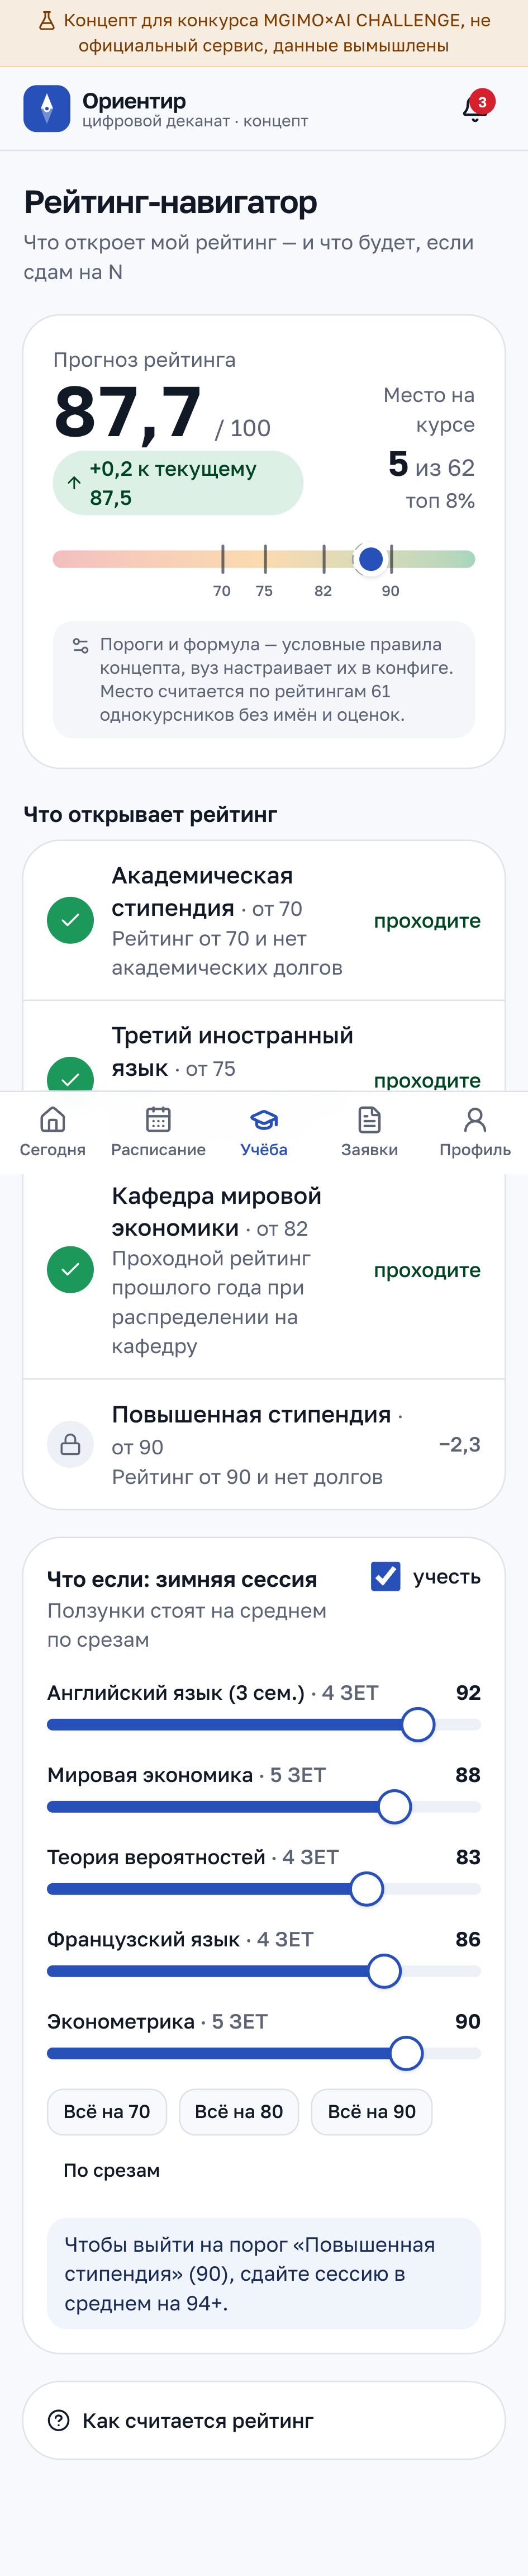 Концепт для конкурса MGIMO×AI CHALLENGE, не
официальный сервис, данные вымышлены
Ориентир
цифровой деканат · концепт
3
Рейтинг-навигатор
Что откроет мой рейтинг — и что будет, если
сдам на N
Прогноз рейтинга
87,7 / 100
Место на
курсе
5 из 62
топ 8%
+0,2 к текущему
87,5
70 75 82 90
Пороги и формула — условные правила
концепта, вуз настраивает их в конфиге.
Место считается по рейтингам 61
однокурсников без имён и оценок.
Что открывает рейтинг
Академическая
стипендия · от 70
Рейтинг от 70 и нет
академических долгов
проходите
Третий иностранный
язык · от 75
проходите
Сегодня Расписание Учёба Заявки Профиль
Кафедра мировой
экономики · от 82
Проходной рейтинг
прошлого года при
распределении на
кафедру
проходите
Повышенная стипендия ·
от 90
Рейтинг от 90 и нет долгов
−2,3
Что если: зимняя сессия
учесть
Ползунки стоят на среднем
по срезам
Английский язык (3 сем.) · 4 ЗЕТ 92
Мировая экономика · 5 ЗЕТ 88
Теория вероятностей · 4 ЗЕТ 83
Французский язык · 4 ЗЕТ 86
Эконометрика · 5 ЗЕТ 90
Всё на 70 Всё на 80 Всё на 90
По срезам
Чтобы выйти на порог «Повышенная
стипендия» (90), сдайте сессию в
среднем на 94+.
Как считается рейтинг